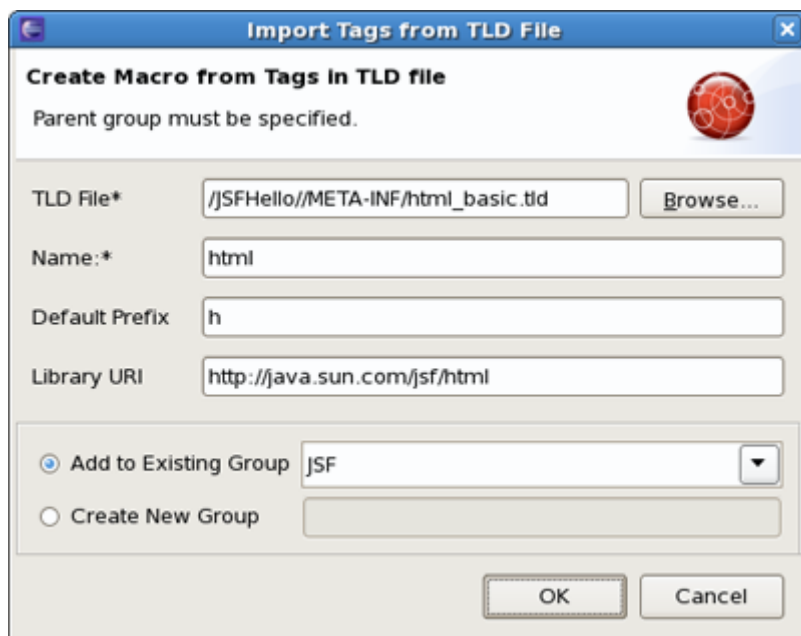 Import Tags from TLD File
Create Macro from Tags in TLD file
Parent group must be specified.
TLD File* /JSFHello//META-INF/html_basic.tld Browse...
Name:* html
Default Prefix h
Library URI http://java.sun.com/jsf/html
Add to Existing Group JSF
Create New Group
OK Cancel